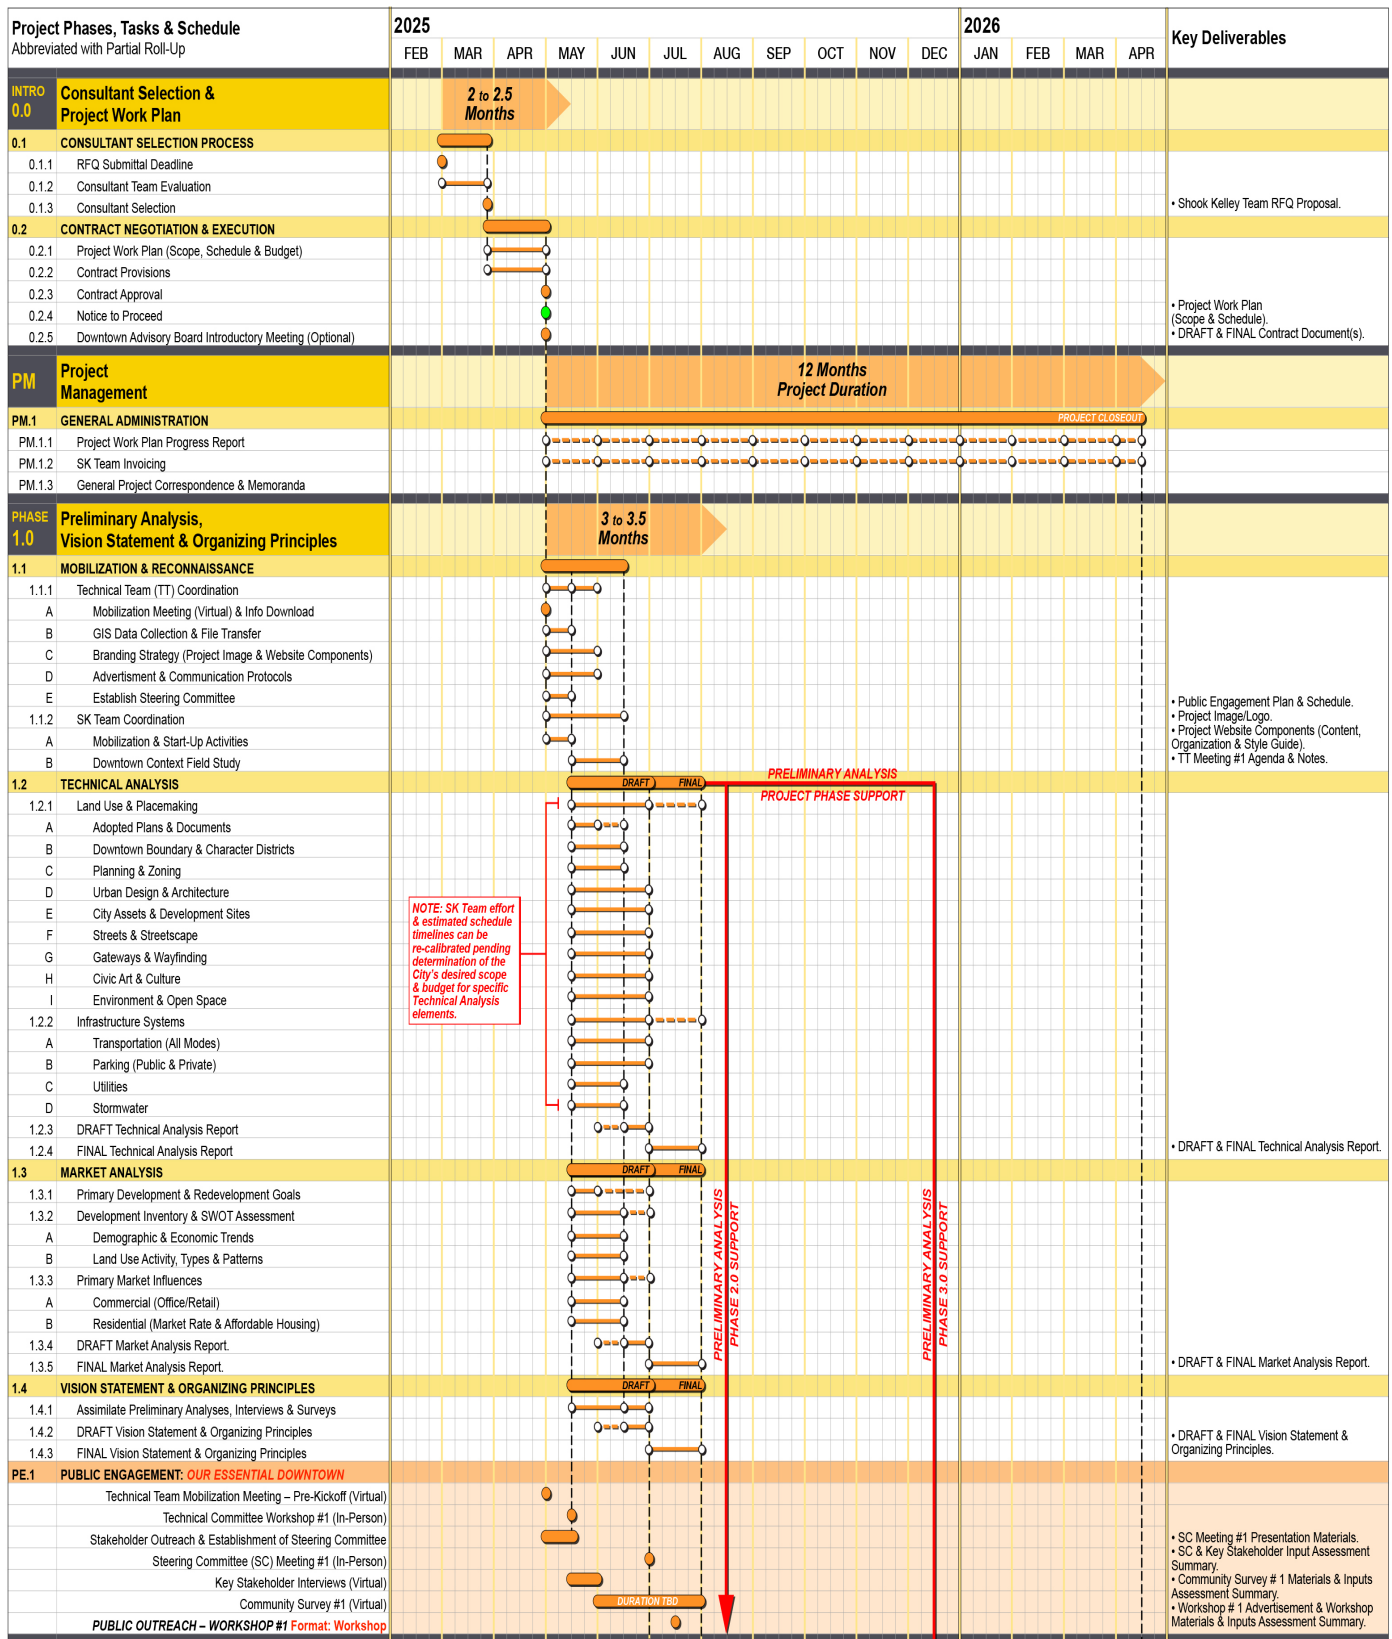 Project Phases, Tasks & Schedule
Abbreviated with Partial Roll-Up
2025
2026
FEB MAR APR MAY JUN JUL AUG SEP OCT NOV DEC JAN FEB MAR APR
Key Deliverables
INTRO
0.0
Consultant Selection &
Project Work Plan
2 to 2.5
Months
0.1 CONSULTANT SELECTION PROCESS
0.1.1 RFQ Submittal Deadline
0.1.2 Consultant Team Evaluation
0.1.3 Consultant Selection
• Shook Kelley Team RFQ Proposal.
0.2 CONTRACT NEGOTIATION & EXECUTION
0.2.1 Project Work Plan (Scope, Schedule & Budget)
0.2.2 Contract Provisions
0.2.3 Contract Approval
0.2.4 Notice to Proceed
0.2.5 Downtown Advisory Board Introductory Meeting (Optional)
• Project Work Plan
(Scope & Schedule).
• DRAFT & FINAL Contract Document(s).
PM
Project
Management
12 Months
Project Duration
PM.1 GENERAL ADMINISTRATION
PROJECT CLOSEOUT
PM.1.1 Project Work Plan Progress Report
PM.1.2 SK Team Invoicing
PM.1.3 General Project Correspondence & Memoranda
PHASE
1.0
Preliminary Analysis,
Vision Statement & Organizing Principles
3 to 3.5
Months
1.1 MOBILIZATION & RECONNAISSANCE
1.1.1 Technical Team (TT) Coordination
A Mobilization Meeting (Virtual) & Info Download
B GIS Data Collection & File Transfer
C Branding Strategy (Project Image & Website Components)
D Advertisment & Communication Protocols
E Establish Steering Committee
1.1.2 SK Team Coordination
A Mobilization & Start-Up Activities
B Downtown Context Field Study
• Public Engagement Plan & Schedule.
• Project Image/Logo.
• Project Website Components (Content,
Organization & Style Guide).
• TT Meeting #1 Agenda & Notes.
1.2 TECHNICAL ANALYSIS
DRAFT FINAL
PRELIMINARY ANALYSIS
PROJECT PHASE SUPPORT
1.2.1 Land Use & Placemaking
A Adopted Plans & Documents
B Downtown Boundary & Character Districts
C Planning & Zoning
D Urban Design & Architecture
E City Assets & Development Sites
F Streets & Streetscape
G Gateways & Wayfinding
H Civic Art & Culture
I Environment & Open Space
1.2.2 Infrastructure Systems
A Transportation (All Modes)
B Parking (Public & Private)
C Utilities
D Stormwater
1.2.3 DRAFT Technical Analysis Report
1.2.4 FINAL Technical Analysis Report
NOTE: SK Team effort
& estimated schedule
timelines can be
re-calibrated pending
determination of the
City's desired scope
& budget for specific
Technical Analysis
elements.
• DRAFT & FINAL Technical Analysis Report.
1.3 MARKET ANALYSIS
DRAFT FINAL
1.3.1 Primary Development & Redevelopment Goals
1.3.2 Development Inventory & SWOT Assessment
A Demographic & Economic Trends
B Land Use Activity, Types & Patterns
1.3.3 Primary Market Influences
A Commercial (Office/Retail)
B Residential (Market Rate & Affordable Housing)
1.3.4 DRAFT Market Analysis Report.
1.3.5 FINAL Market Analysis Report.
PRELIMINARY ANALYSIS
PHASE 2.0 SUPPORT
PRELIMINARY ANALYSIS
PHASE 3.0 SUPPORT
• DRAFT & FINAL Market Analysis Report.
1.4 VISION STATEMENT & ORGANIZING PRINCIPLES
DRAFT FINAL
1.4.1 Assimilate Preliminary Analyses, Interviews & Surveys
1.4.2 DRAFT Vision Statement & Organizing Principles
1.4.3 FINAL Vision Statement & Organizing Principles
• DRAFT & FINAL Vision Statement &
Organizing Principles.
PE.1 PUBLIC ENGAGEMENT: OUR ESSENTIAL DOWNTOWN
Technical Team Mobilization Meeting – Pre-Kickoff (Virtual)
Technical Committee Workshop #1 (In-Person)
Stakeholder Outreach & Establishment of Steering Committee
Steering Committee (SC) Meeting #1 (In-Person)
Key Stakeholder Interviews (Virtual)
Community Survey #1 (Virtual)
DURATION TBD
PUBLIC OUTREACH – WORKSHOP #1 Format: Workshop
• SC Meeting #1 Presentation Materials.
• SC & Key Stakeholder Input Assessment
Summary.
• Community Survey # 1 Materials & Inputs
Assessment Summary.
• Workshop # 1 Advertisement & Workshop
Materials & Inputs Assessment Summary.